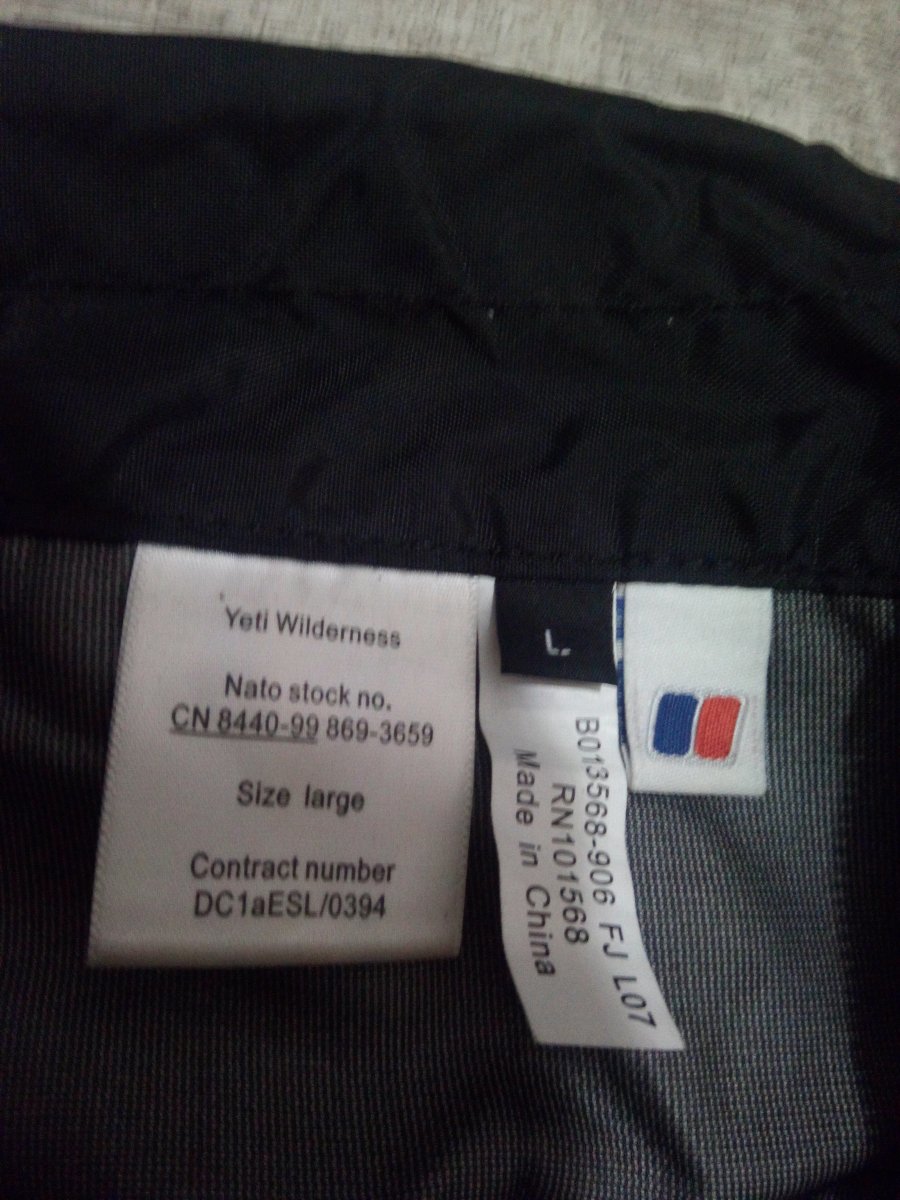 Yeti Wilderness
Nato stock no.
CN 8440-99 869-3659
Size large
Contract number
DC1aESL/0394
L
B013568-906 FJ L07
RN101568
Made in China